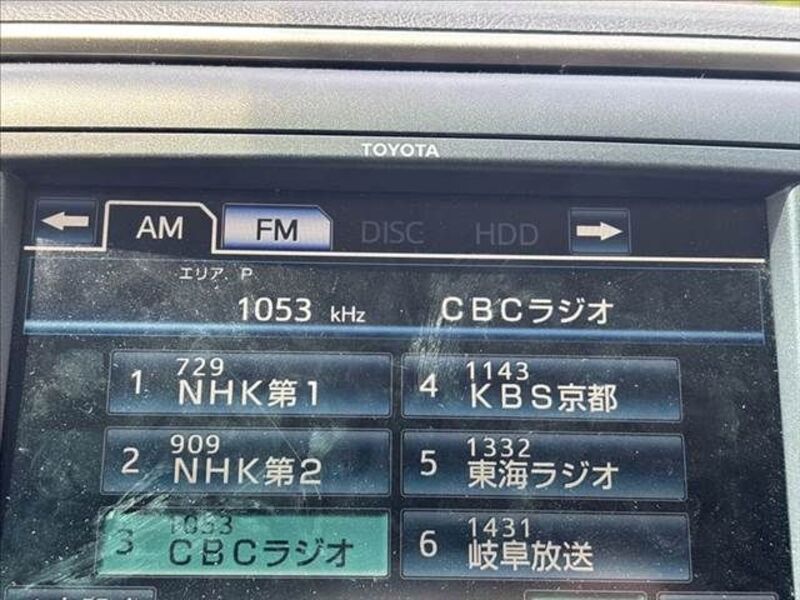 TOYOTA
AM FM DISC HDD
エリア P
1053 kHz CBCラジオ
1 729 NHK第1
4 1143 KBS京都
2 909 NHK第2
5 1332 東海ラジオ
3 1053 CBCラジオ
6 1431 岐阜放送